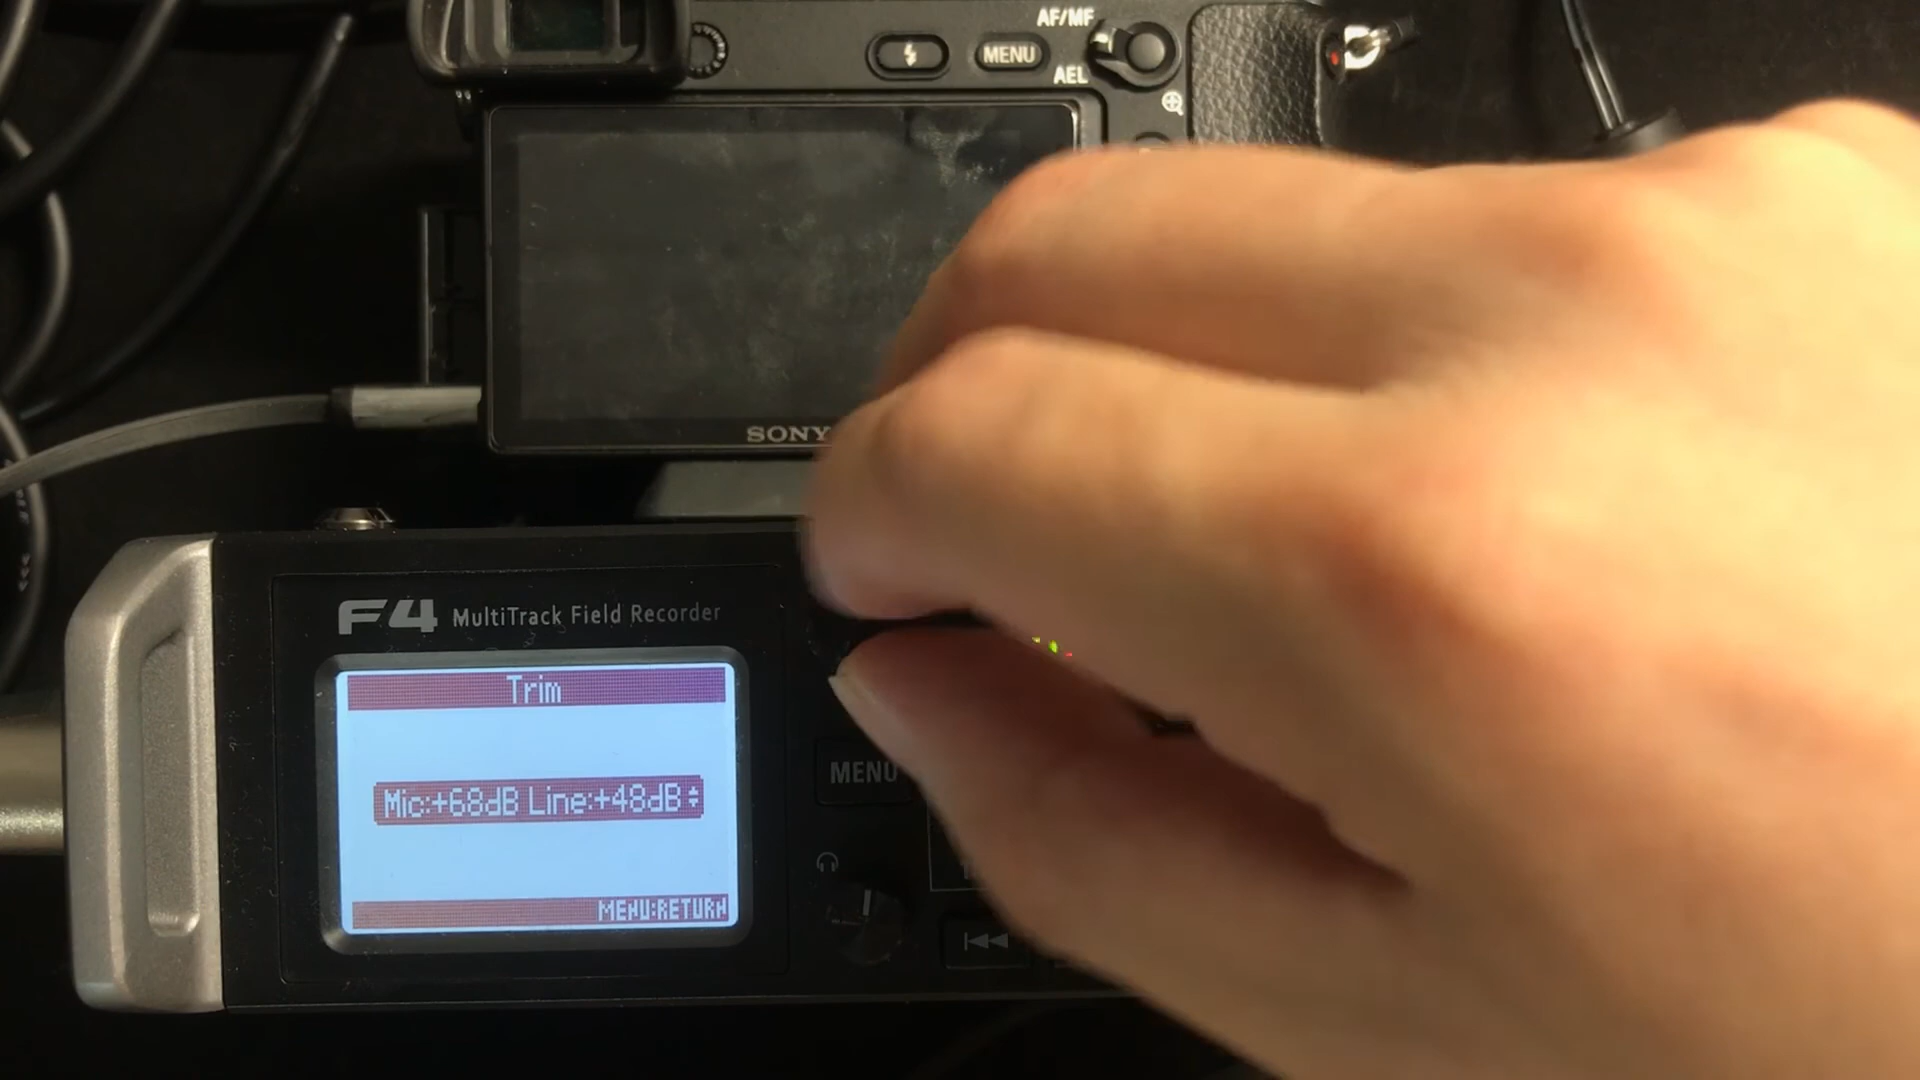 AF/MF
MENU
AEL
SONY
F4 MultiTrack Field Recorder
Trim
Mic:+68dB Line:+48dB
MENU:RETURN
MENU